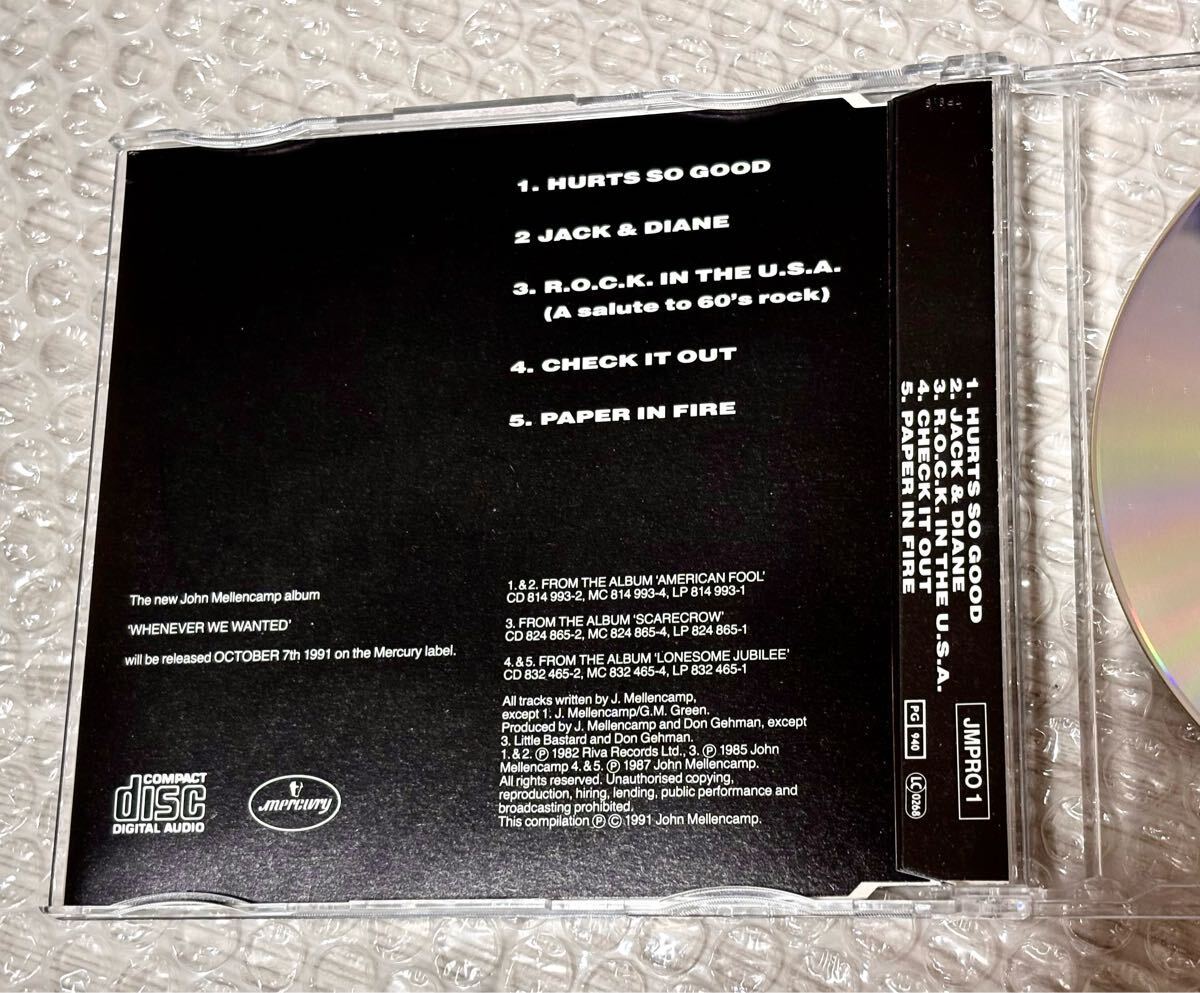 1. HURTS SO GOOD
2 JACK & DIANE
3. R.O.C.K. IN THE U.S.A.
(A salute to 60's rock)
4. CHECK IT OUT
5. PAPER IN FIRE
The new John Mellencamp album
'WHENEVER WE WANTED'
will be released OCTOBER 7th 1991 on the Mercury label.
1.&2. FROM THE ALBUM 'AMERICAN FOOL'
CD 814 993-2, MC 814 993-4, LP 814 993-1
3. FROM THE ALBUM 'SCARECROW'
CD 824 865-2, MC 824 865-4, LP 824 865-1
4.&5. FROM THE ALBUM 'LONESOME JUBILEE'
CD 832 465-2, MC 832 465-4, LP 832 465-1
All tracks written by J. Mellencamp,
except 1. J. Mellencamp/G.M. Green.
Produced by J. Mellencamp and Don Gehman, except
3. Little Bastard and Don Gehman.
1.&2. ℗ 1982 Riva Records Ltd., 3. ℗ 1985 John
Mellencamp 4.&5. ℗ 1987 John Mellencamp.
All rights reserved. Unauthorised copying,
reproduction, hiring, lending, public performance and
broadcasting prohibited.
This compilation ℗ © 1991 John Mellencamp.
COMPACT
disc
DIGITAL AUDIO
mercury
1. HURTS SO GOOD
2. JACK & DIANE
3. R.O.C.K. IN THE U.S.A.
4. CHECK IT OUT
5. PAPER IN FIRE
JMPRO 1
PG 940
LC 0268